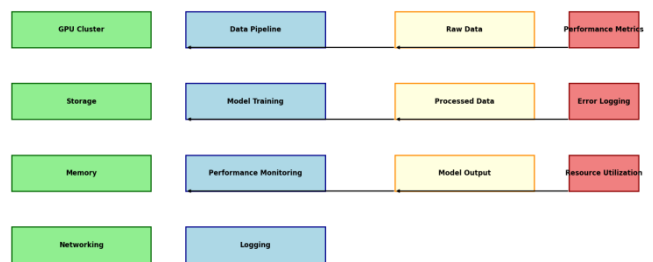 GPU Cluster
Data Pipeline
Raw Data
Performance Metrics
Storage
Model Training
Processed Data
Error Logging
Memory
Performance Monitoring
Model Output
Resource Utilization
Networking
Logging